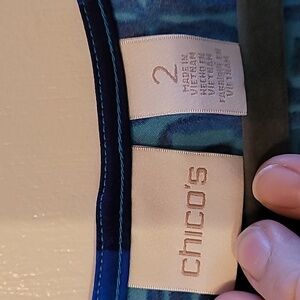 2
MADE IN
VIETNAM
HECHO EN
VIETNAM
FABRIQUÉ EN
VIETNAM
chico's